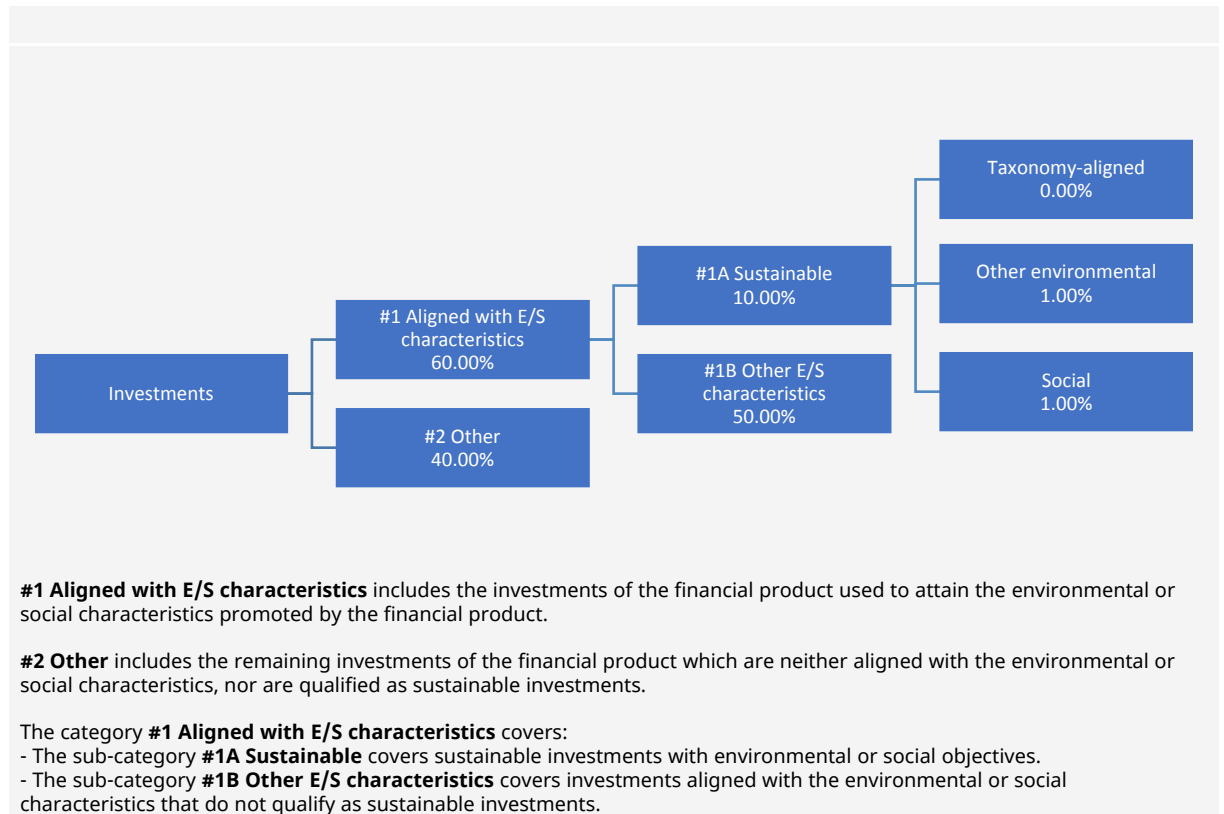 Investments
#1 Aligned with E/S
characteristics
60.00%
#2 Other
40.00%
#1A Sustainable
10.00%
#1B Other E/S
characteristics
50.00%
Taxonomy-aligned
0.00%
Other environmental
1.00%
Social
1.00%
#1 Aligned with E/S characteristics includes the investments of the financial product used to attain the environmental or
social characteristics promoted by the financial product.
#2 Other includes the remaining investments of the financial product which are neither aligned with the environmental or
social characteristics, nor are qualified as sustainable investments.
The category #1 Aligned with E/S characteristics covers:
- The sub-category #1A Sustainable covers sustainable investments with environmental or social objectives.
- The sub-category #1B Other E/S characteristics covers investments aligned with the environmental or social
characteristics that do not qualify as sustainable investments.